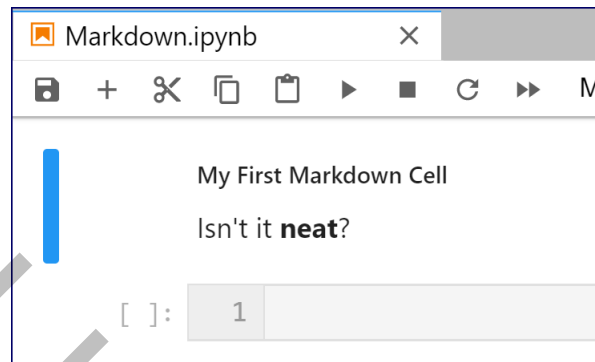 Markdown.ipynb
M
My First Markdown Cell
Isn't it neat?
[ ]: 1